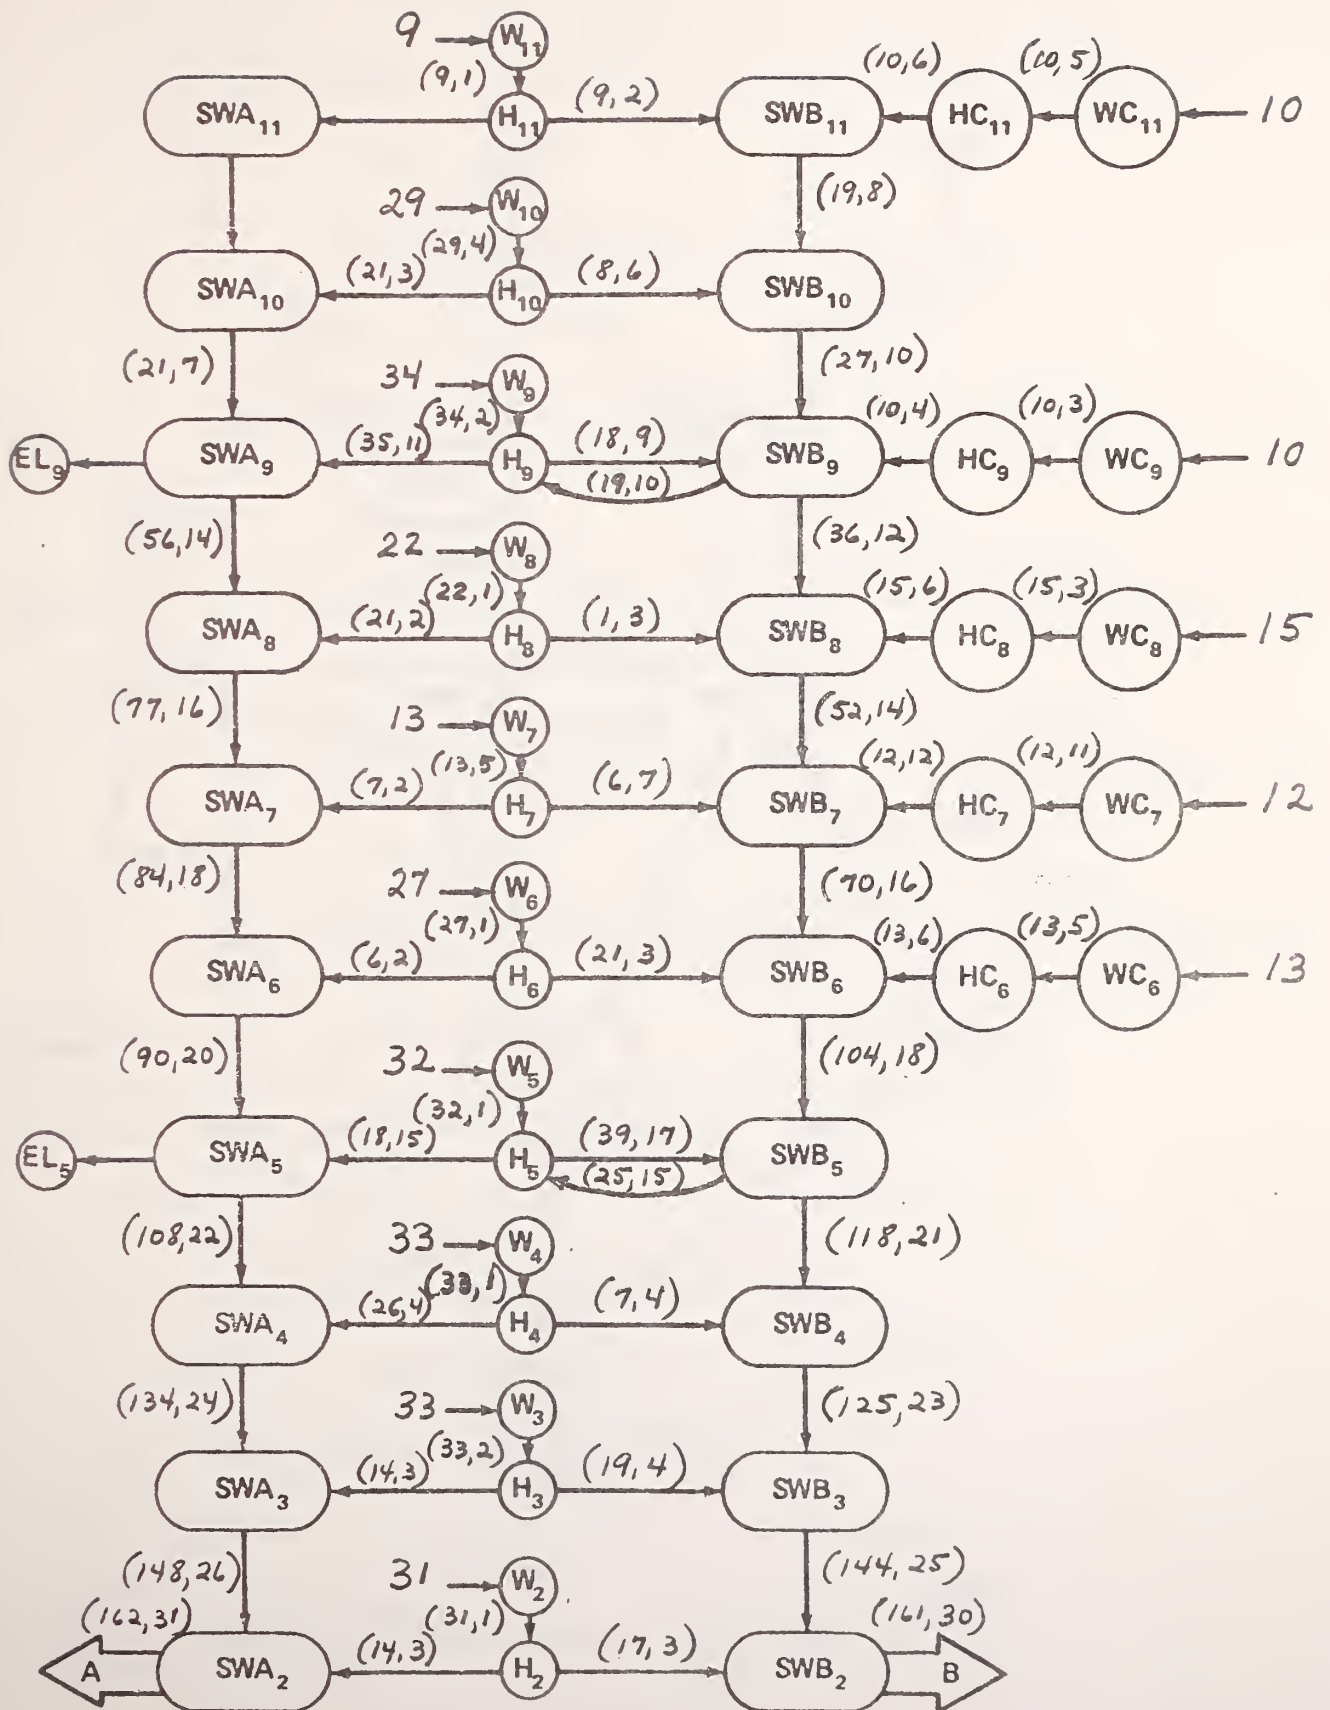 9 W11
(9,1) (10,6) (10,5)
SWA11 H11 (9,2) SWB11 HC11 WC11 10
29 W10 (19,8)
(21,3) (29,4) (8,6)
SWA10 H10 SWB10
(21,7) 34 W9 (27,10)
(35,11) (34,2) (18,9) (10,4) (10,3)
EL9 SWA9 H9 (19,10) SWB9 HC9 WC9 10
(56,14) 22 W8 (36,12)
(21,2) (22,1) (1,3) (15,6) (15,3)
SWA8 H8 SWB8 HC8 WC8 15
(77,16) 13 W7 (52,14)
(7,2) (13,5) (6,7) (12,12) (12,11)
SWA7 H7 SWB7 HC7 WC7 12
(84,18) 27 W6 (70,16)
(6,2) (27,1) (21,3) (13,6) (13,5)
SWA6 H6 SWB6 HC6 WC6 13
(90,20) 32 W5 (104,18)
(18,15) (32,1) (39,17)
EL5 SWA5 H5 (25,15) SWB5
(108,22) 33 W4 (118,21)
(26,4) (33,1) (7,4)
SWA4 H4 SWB4
(134,24) 33 W3 (125,23)
(14,3) (33,2) (19,4)
SWA3 H3 SWB3
(148,26) 31 W2 (144,25)
(162,31) (14,3) (31,1) (17,3) (161,30)
A SWA2 H2 SWB2 B